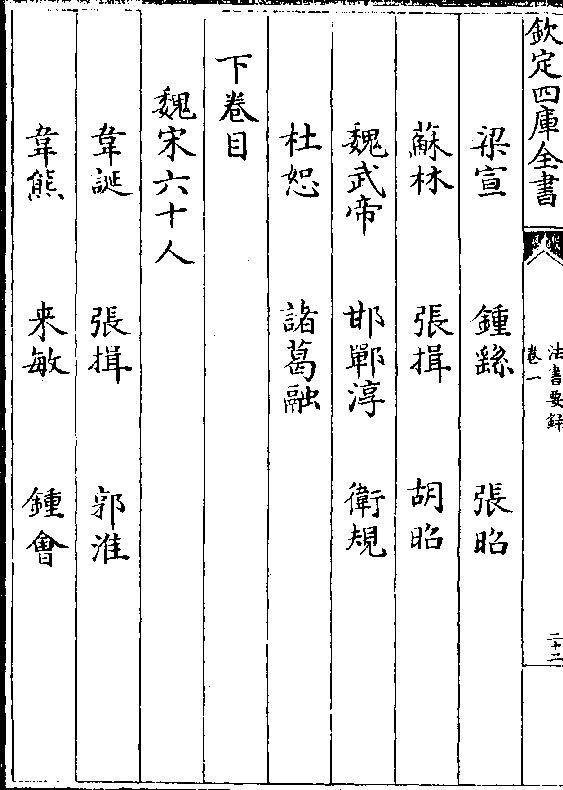 欽定四庫全書
法書要録
卷一
二十二
梁宣 鍾繇 張昭
蘇林 張揖 胡昭
魏武帝 邯鄲淳 衛覬
杜恕 諸葛融
下卷目
魏宋六十人
韋誕 張揖 郭淮
韋熊 来敏 鍾會